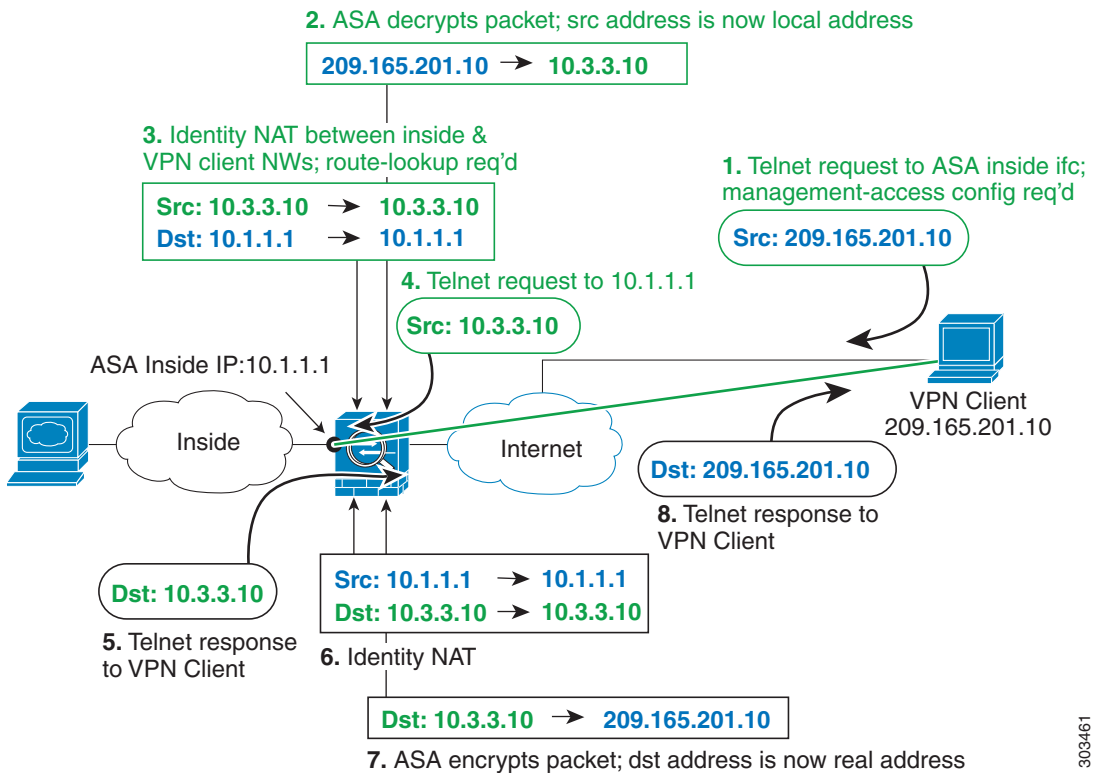 2. ASA decrypts packet; src address is now local address
209.165.201.10 → 10.3.3.10
3. Identity NAT between inside &
VPN client NWs; route-lookup req'd
Src: 10.3.3.10 → 10.3.3.10
Dst: 10.1.1.1 → 10.1.1.1
1. Telnet request to ASA inside ifc;
management-access config req'd
Src: 209.165.201.10
4. Telnet request to 10.1.1.1
Src: 10.3.3.10
ASA Inside IP:10.1.1.1
Inside
Internet
VPN Client
209.165.201.10
Dst: 209.165.201.10
8. Telnet response to
VPN Client
Dst: 10.3.3.10
5. Telnet response
to VPN Client
Src: 10.1.1.1 → 10.1.1.1
Dst: 10.3.3.10 → 10.3.3.10
6. Identity NAT
Dst: 10.3.3.10 → 209.165.201.10
7. ASA encrypts packet; dst address is now real address
303461